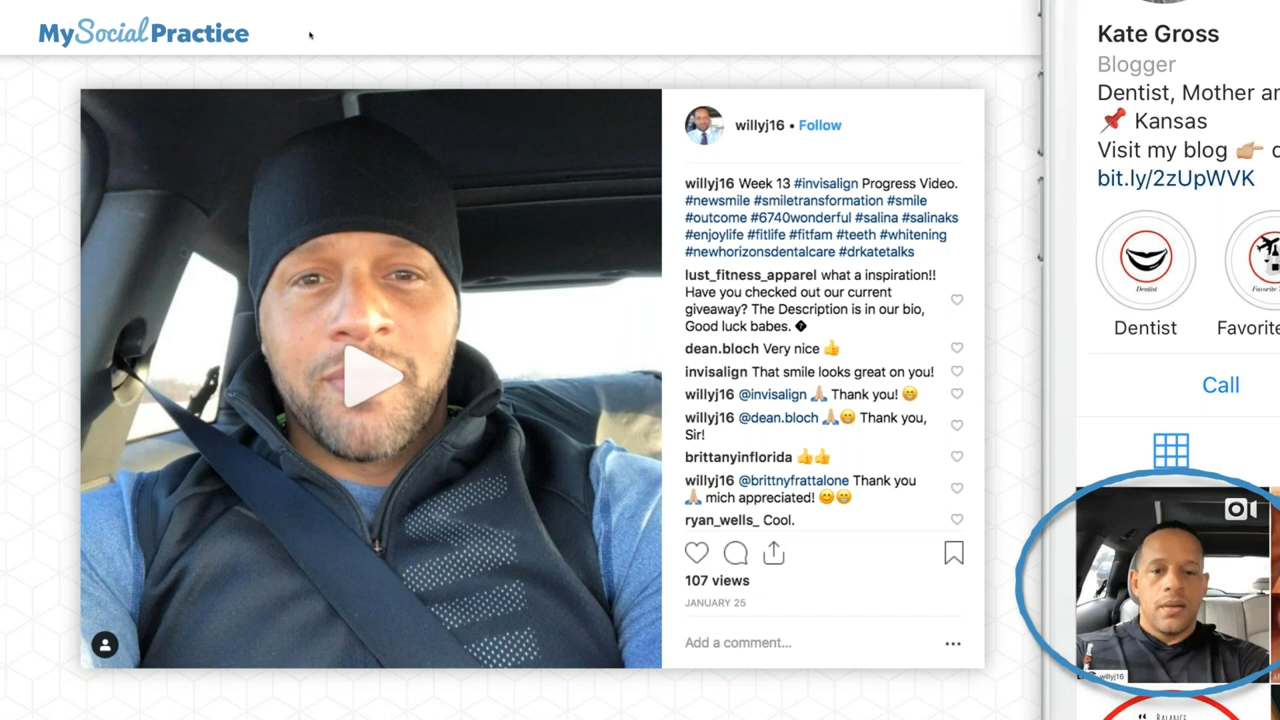 MySocialPractice
willyj16 • Follow
willyj16 Week 13 #invisalign Progress Video.
#newsmile #smiletransformation #smile
#outcome #6740wonderful #salina #salinaks
#enjoylife #fitlife #fitfam #teeth #whitening
#newhorizonsdentalcare #drkatetalks
lust_fitness_apparel what a inspiration!!
Have you checked out our current
giveaway? The Description is in our bio,
Good luck babes. �
dean.bloch Very nice 👍
invisalign That smile looks great on you!
willyj16 @invisalign 🙏🏼 Thank you! 😁
willyj16 @dean.bloch 🙏🏼😁 Thank you,
Sir!
brittanyinflorida 👍👍
willyj16 @brittnyfrattalone Thank you
🙏🏼 mich appreciated! 😊😁
ryan_wells_ Cool.
107 views
JANUARY 25
Add a comment...
Kate Gross
Blogger
Dentist, Mother an
📌 Kansas
Visit my blog 👉🏼 c
bit.ly/2zUpWVK
Dentist
Dentist
Favorite
Call
willyj16
“ BALANCE